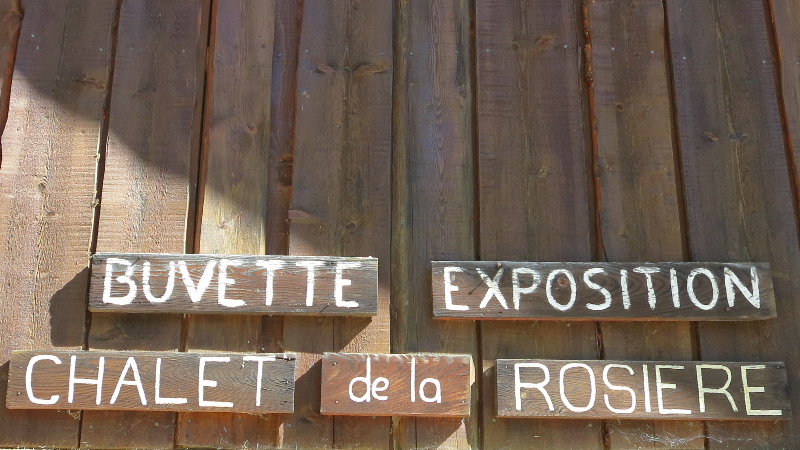 BUVETTE EXPOSITION
CHALET de la ROSIERE